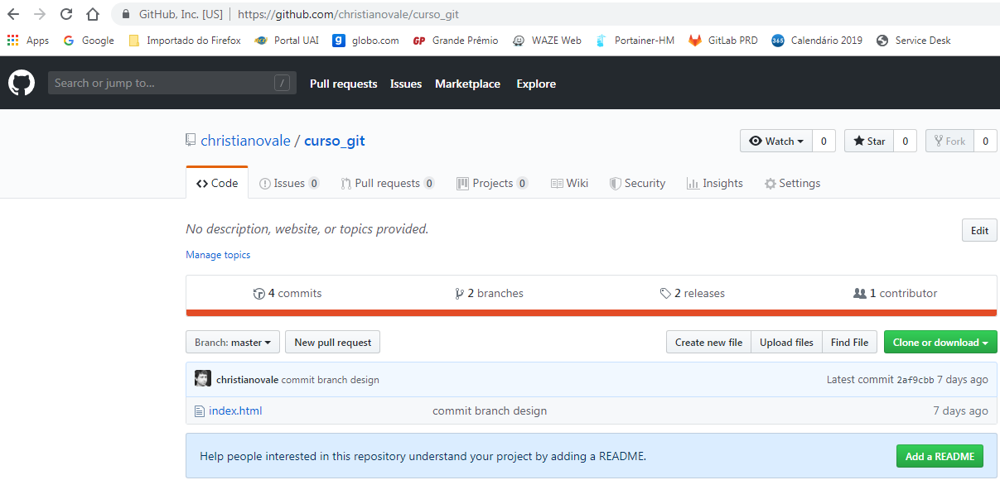 GitHub, Inc. [US] | https://github.com/christianovale/curso_git
Apps Google Importado do Firefox Portal UAI globo.com Grande Prêmio WAZE Web Portainer-HM GitLab PRD Calendário 2019 Service Desk
Search or jump to... / Pull requests Issues Marketplace Explore
christianovale / curso_git Watch 0 Star 0 Fork 0
Code Issues 0 Pull requests 0 Projects 0 Wiki Security Insights Settings
No description, website, or topics provided. Edit
Manage topics
4 commits 2 branches 2 releases 1 contributor
Branch: master New pull request Create new file Upload files Find File Clone or download
christianovale commit branch design Latest commit 2af9cbb 7 days ago
index.html commit branch design 7 days ago
Help people interested in this repository understand your project by adding a README. Add a README